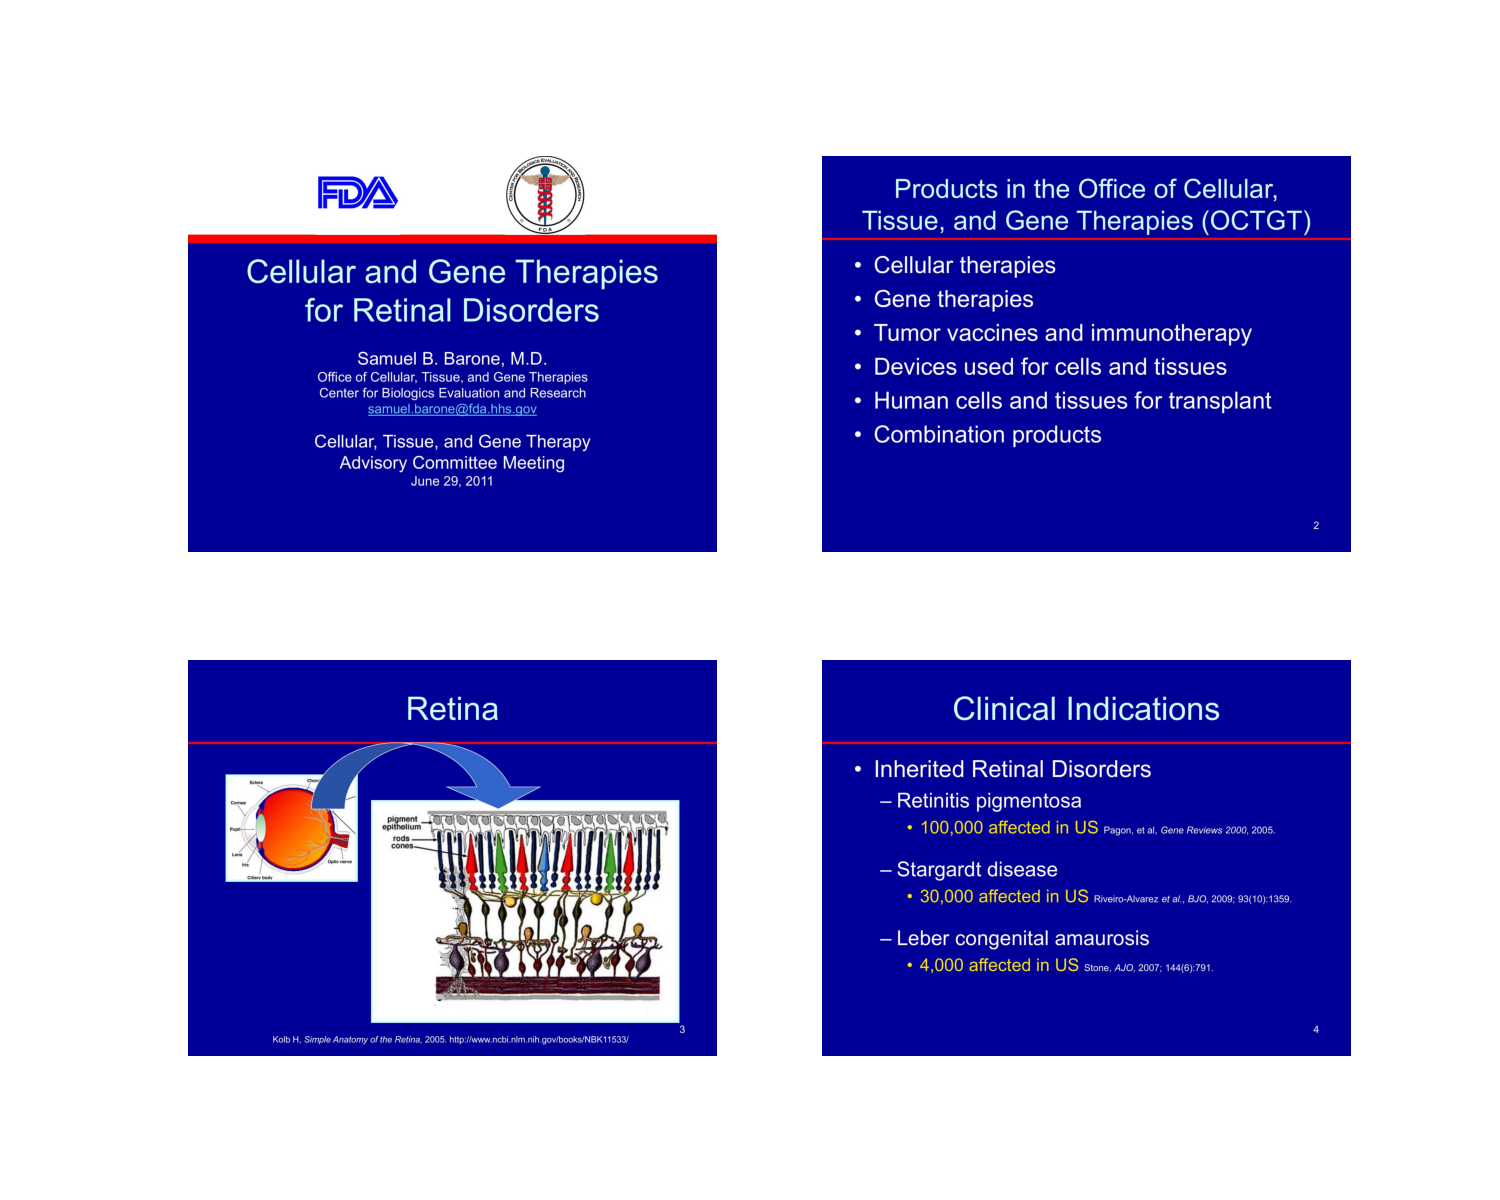 FDA
CENTER FOR BIOLOGICS EVALUATION AND RESEARCH
FDA
Cellular and Gene Therapies
for Retinal Disorders
Samuel B. Barone, M.D.
Office of Cellular, Tissue, and Gene Therapies
Center for Biologics Evaluation and Research
samuel.barone@fda.hhs.gov
Cellular, Tissue, and Gene Therapy
Advisory Committee Meeting
June 29, 2011
Products in the Office of Cellular,
Tissue, and Gene Therapies (OCTGT)
• Cellular therapies
• Gene therapies
• Tumor vaccines and immunotherapy
• Devices used for cells and tissues
• Human cells and tissues for transplant
• Combination products
2
Retina
Sclera
Cornea
Pupil
Lens
Iris
Ciliary body
Optic nerve
pigment
epithelium
rods
cones
3
Kolb H, Simple Anatomy of the Retina, 2005. http://www.ncbi.nlm.nih.gov/books/NBK11533/
Clinical Indications
• Inherited Retinal Disorders
– Retinitis pigmentosa
• 100,000 affected in US Pagon, et al, Gene Reviews 2000, 2005.
– Stargardt disease
• 30,000 affected in US Riveiro-Alvarez et al., BJO, 2009; 93(10):1359.
– Leber congenital amaurosis
• 4,000 affected in US Stone, AJO, 2007; 144(6):791.
4